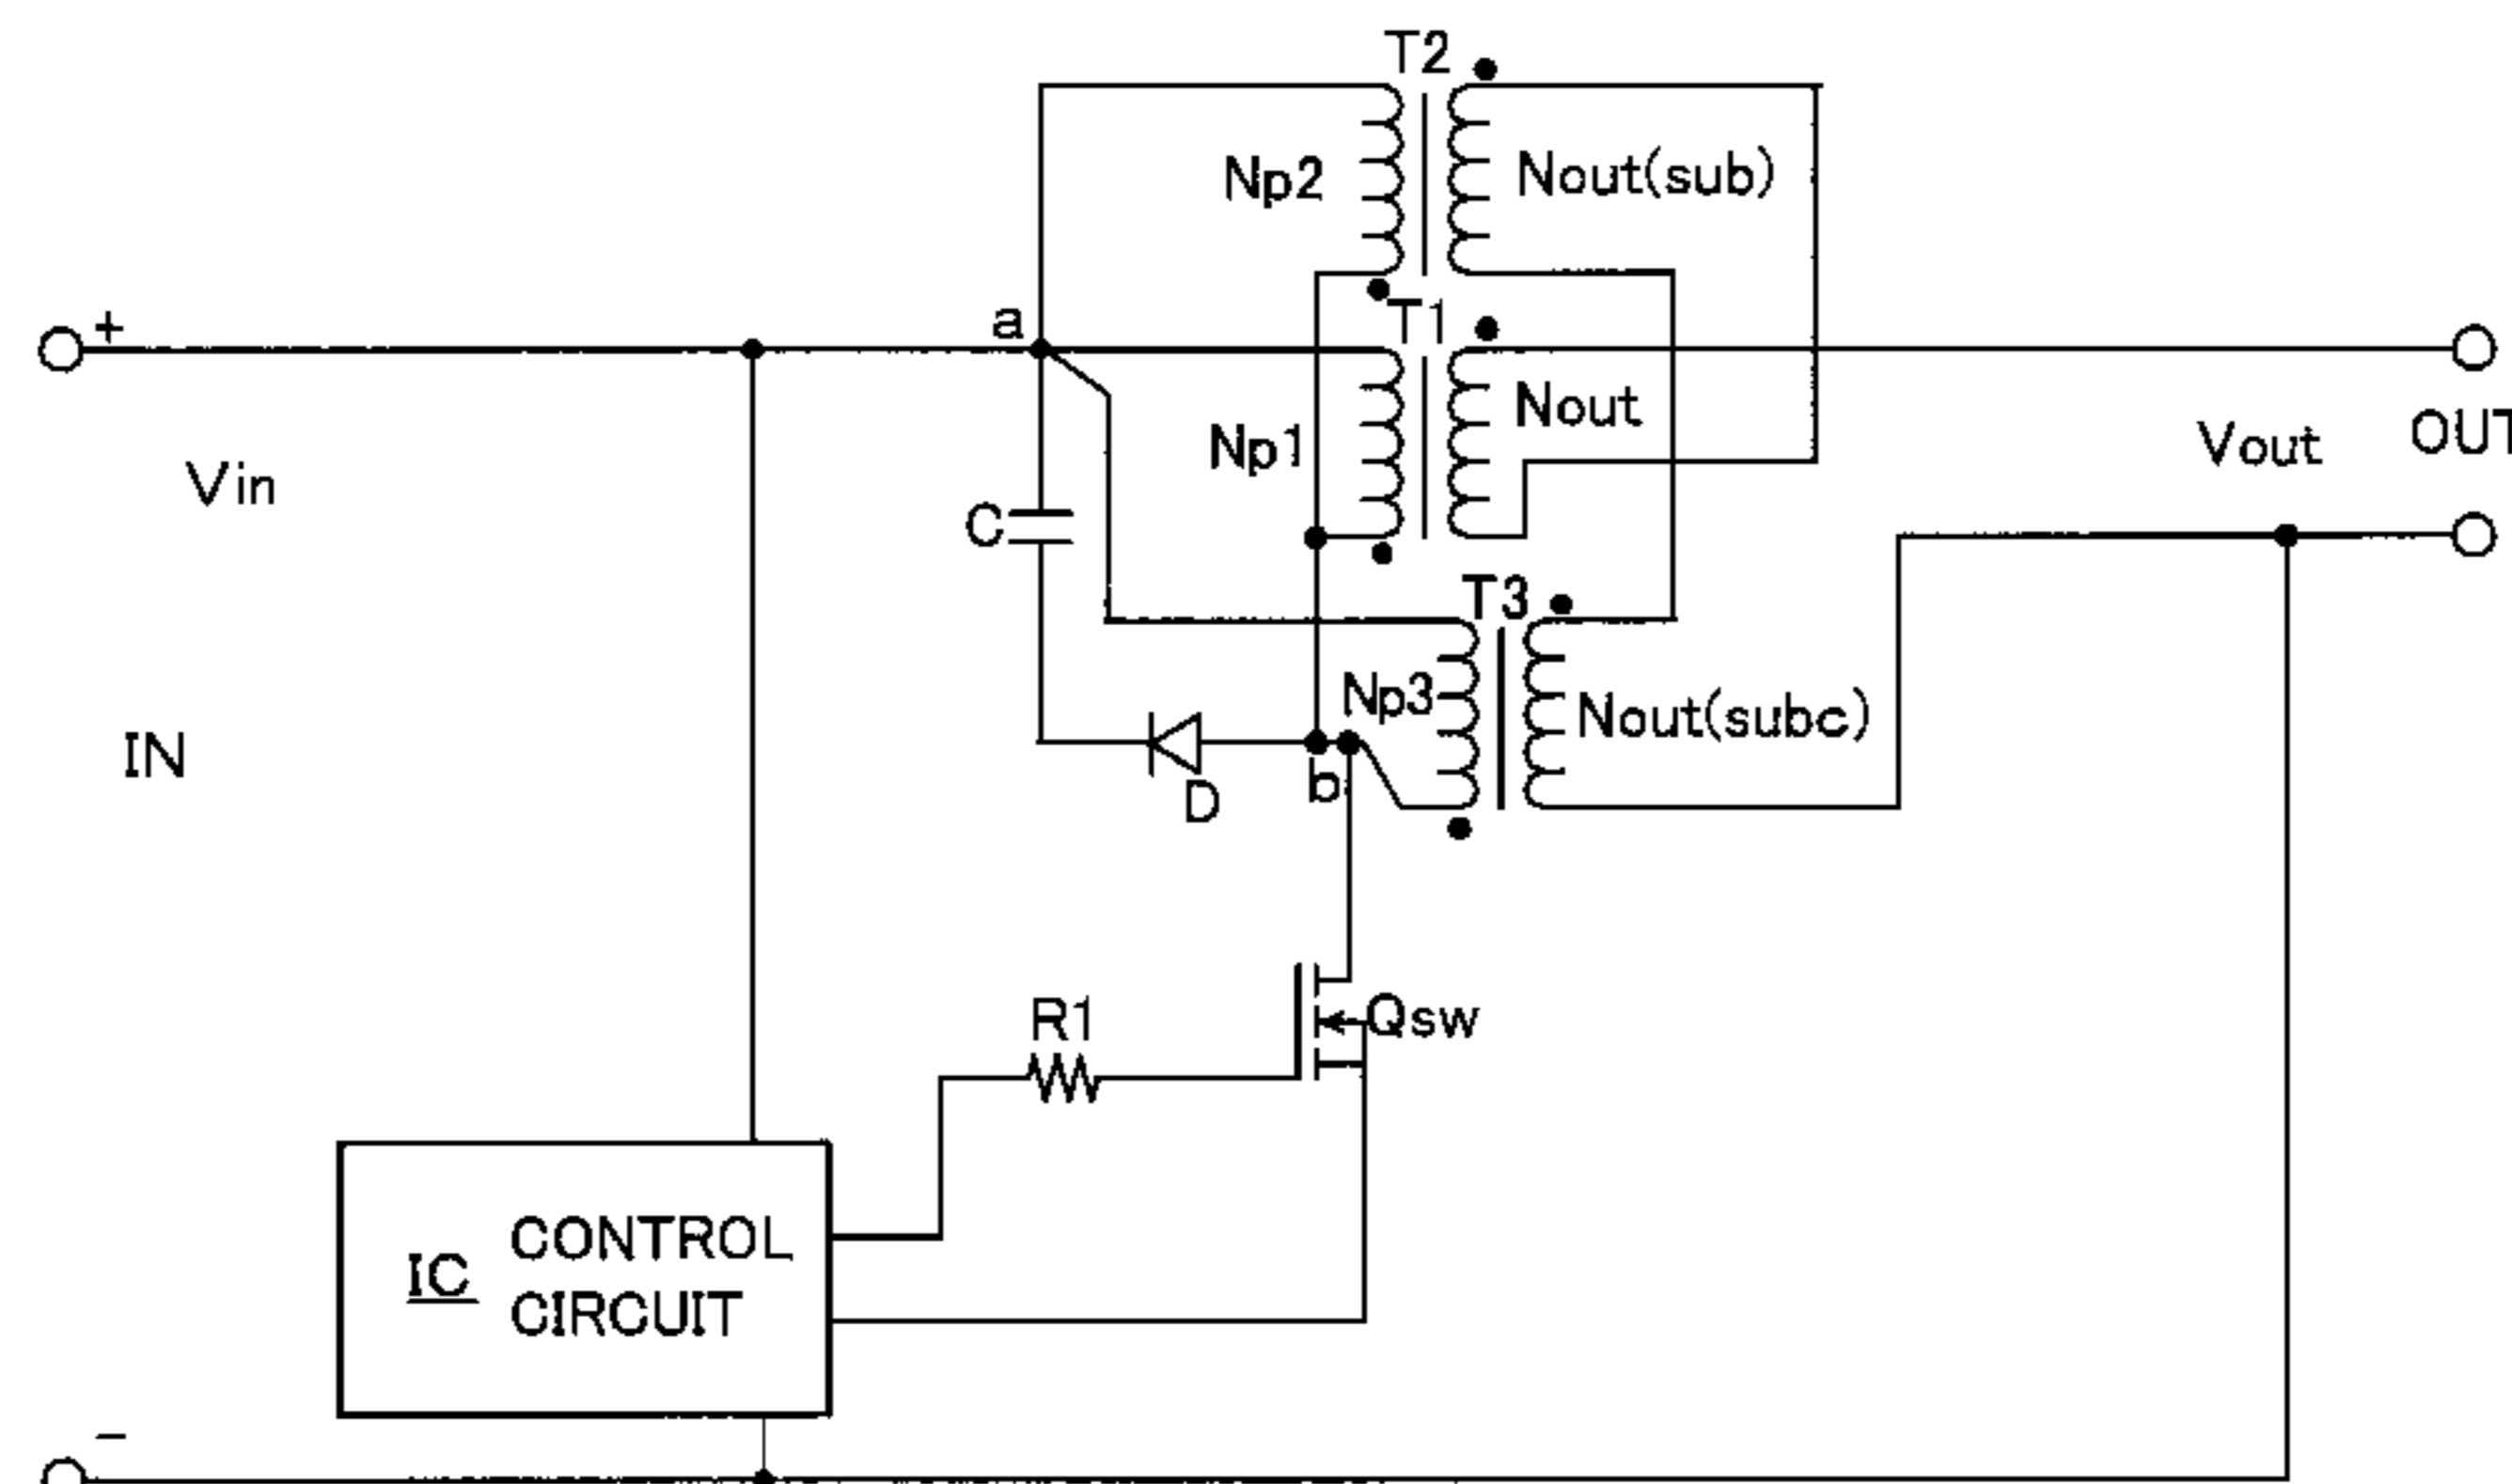 T2
Np2
Nout(sub)
+
a
T1
Np1
Nout
Vout
OUT
Vin
C
T3
Np3
Nout(subc)
IN
b
D
R1
Qsw
IC
CONTROL
CIRCUIT
−